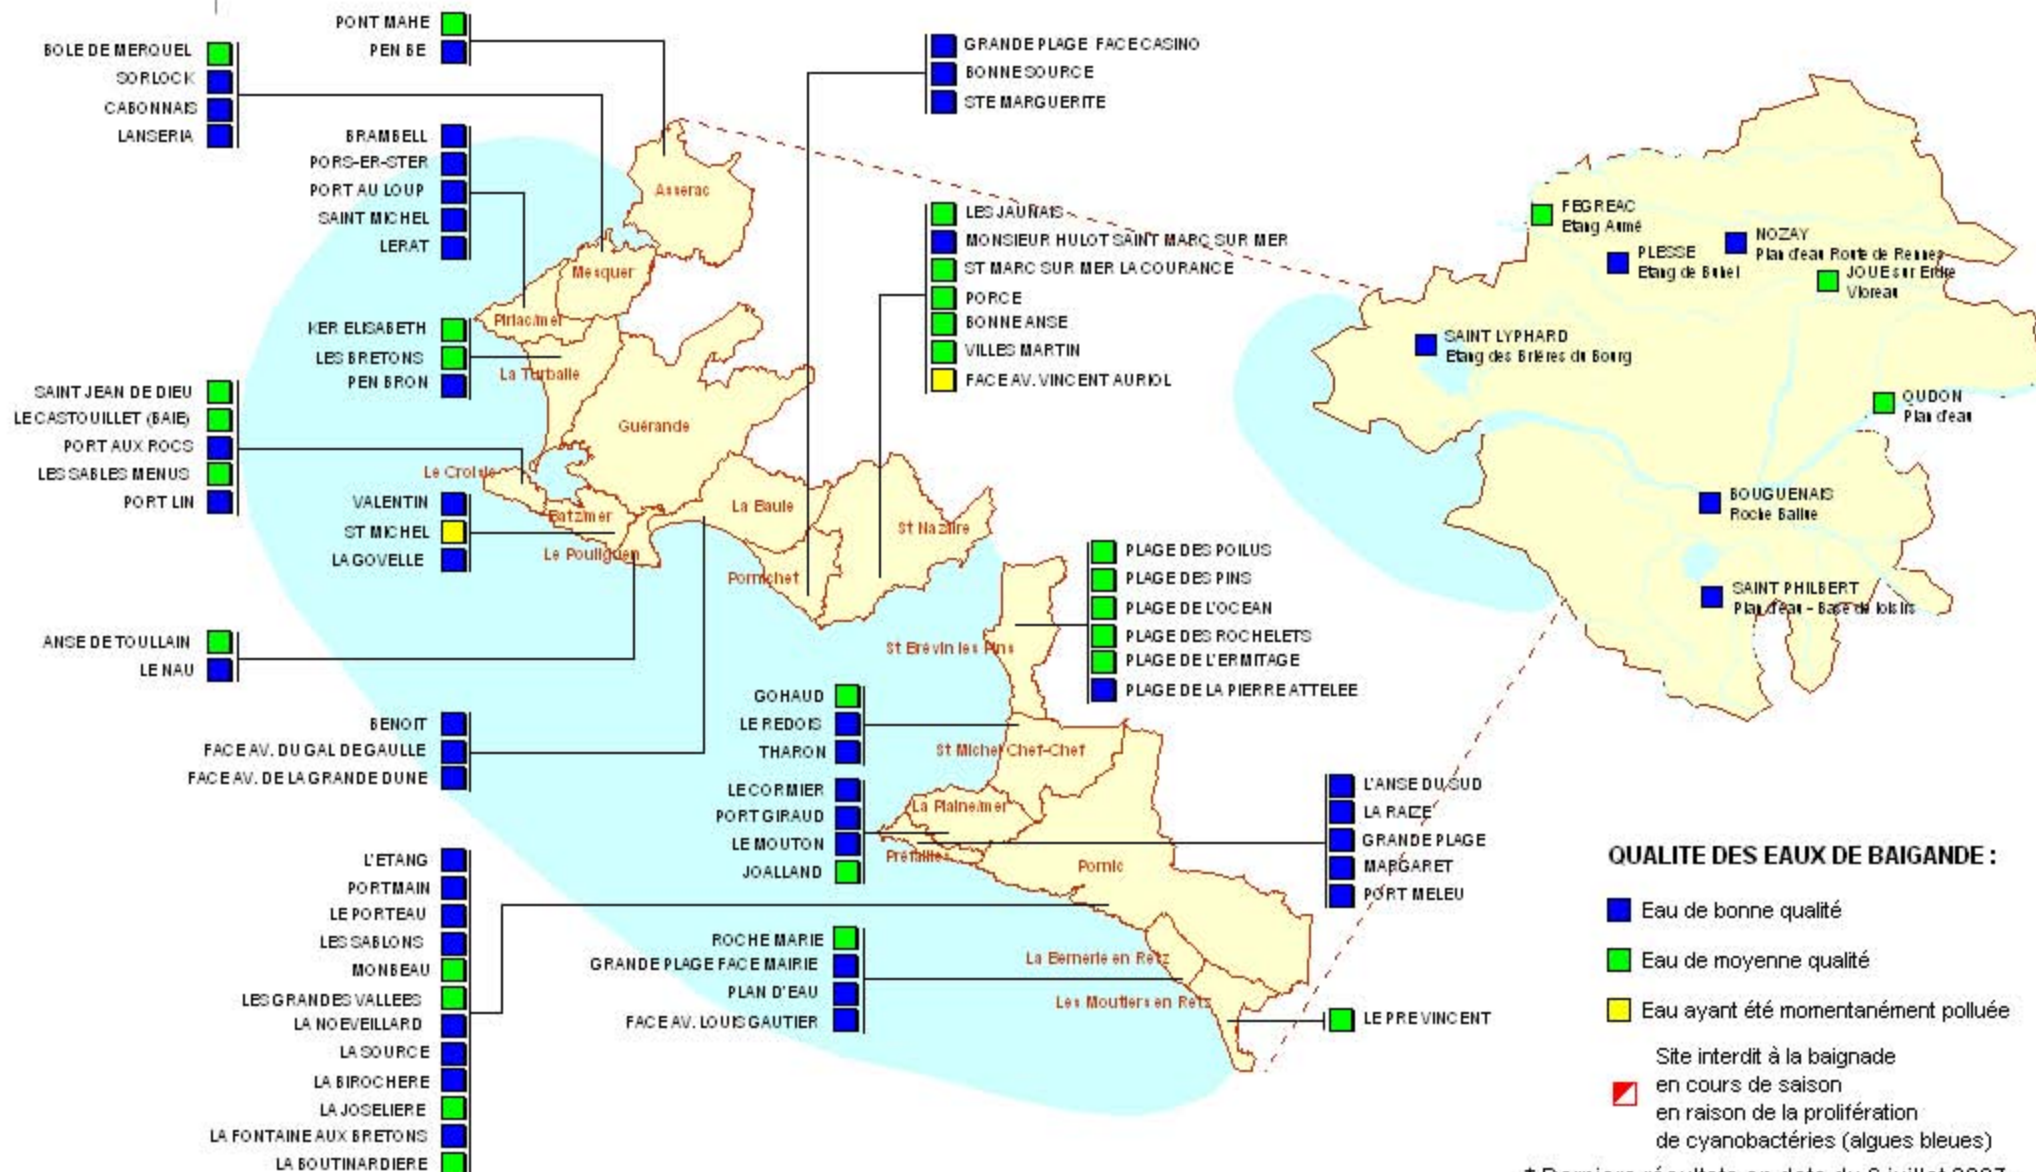 PONT MAHE
PEN BE
BOLE DE MERQUEL
SORLOCK
CABONNAIS
LANSERIA
BRAMBELL
PORS-ER-STER
PORT AU LOUP
SAINT MICHEL
LERAT
KER ELISABETH
LES BRETONS
PEN BRON
SAINT JEAN DE DIEU
LE CASTOUILLET (BAIE)
PORT AUX ROCS
LES SABLES MENUS
PORT LIN
VALENTIN
ST MICHEL
LA GOVELLE
ANSE DE TOULLAIN
LE NAU
BENOIT
FACE AV. DU GAL DE GAULLE
FACE AV. DE LA GRANDE DUNE
L'ETANG
PORTMAIN
LE PORTEAU
LES SABLONS
MONBEAU
LES GRANDES VALLEES
LA NOEVEILLARD
LA SOURCE
LA BIROCHERE
LA JOSELIERE
LA FONTAINE AUX BRETONS
LA BOUTINARDIERE
GRANDE PLAGE FACE CASINO
BONNE SOURCE
STE MARGUERITE
LES JAUNAIS
MONSIEUR HULOT SAINT MARC SUR MER
ST MARC SUR MER LA COURANCE
PORCE
BONNE ANSE
VILLES MARTIN
FACE AV. VINCENT AURIOL
PLAGE DES POILUS
PLAGE DES PINS
PLAGE DE L'OCEAN
PLAGE DES ROCHELETS
PLAGE DE L'ERMITAGE
PLAGE DE LA PIERRE ATTELEE
GOHAUD
LE REDOIS
THARON
LE CORMIER
PORT GIRAUD
LE MOUTON
JOALLAND
L'ANSE DU SUD
LA RAIZE
GRANDE PLAGE
MARGARET
PORT MELEU
ROCHE MARIE
GRANDE PLAGE FACE MAIRIE
PLAN D'EAU
FACE AV. LOUIS GAUTIER
LE PRE VINCENT
Asserac
Mesquer
Piriac/mer
La Turballe
Guérande
Le Croisic
Batz/mer
Le Pouliguen
La Baule
Pornichet
St Nazaire
St Brévin les Pins
St Michel Chef-Chef
La Plaine/mer
Préfailles
Pornic
La Bernerie en Retz
Les Moutiers en Retz
FEGREAC
Etang Aumé
PLESSE
Etang de Buhel
NOZAY
Plan d'eau Route de Rennes
JOUE sur Erdre
Vioreau
SAINT LYPHARD
Etang des Brières du Bourg
OUDON
Plan d'eau
BOUGUENAIS
Roche Ballue
SAINT PHILBERT
Plan d'eau - Base de loisirs
QUALITE DES EAUX DE BAIGANDE :
Eau de bonne qualité
Eau de moyenne qualité
Eau ayant été momentanément polluée
Site interdit à la baignade
en cours de saison
en raison de la prolifération
de cyanobactéries (algues bleues)